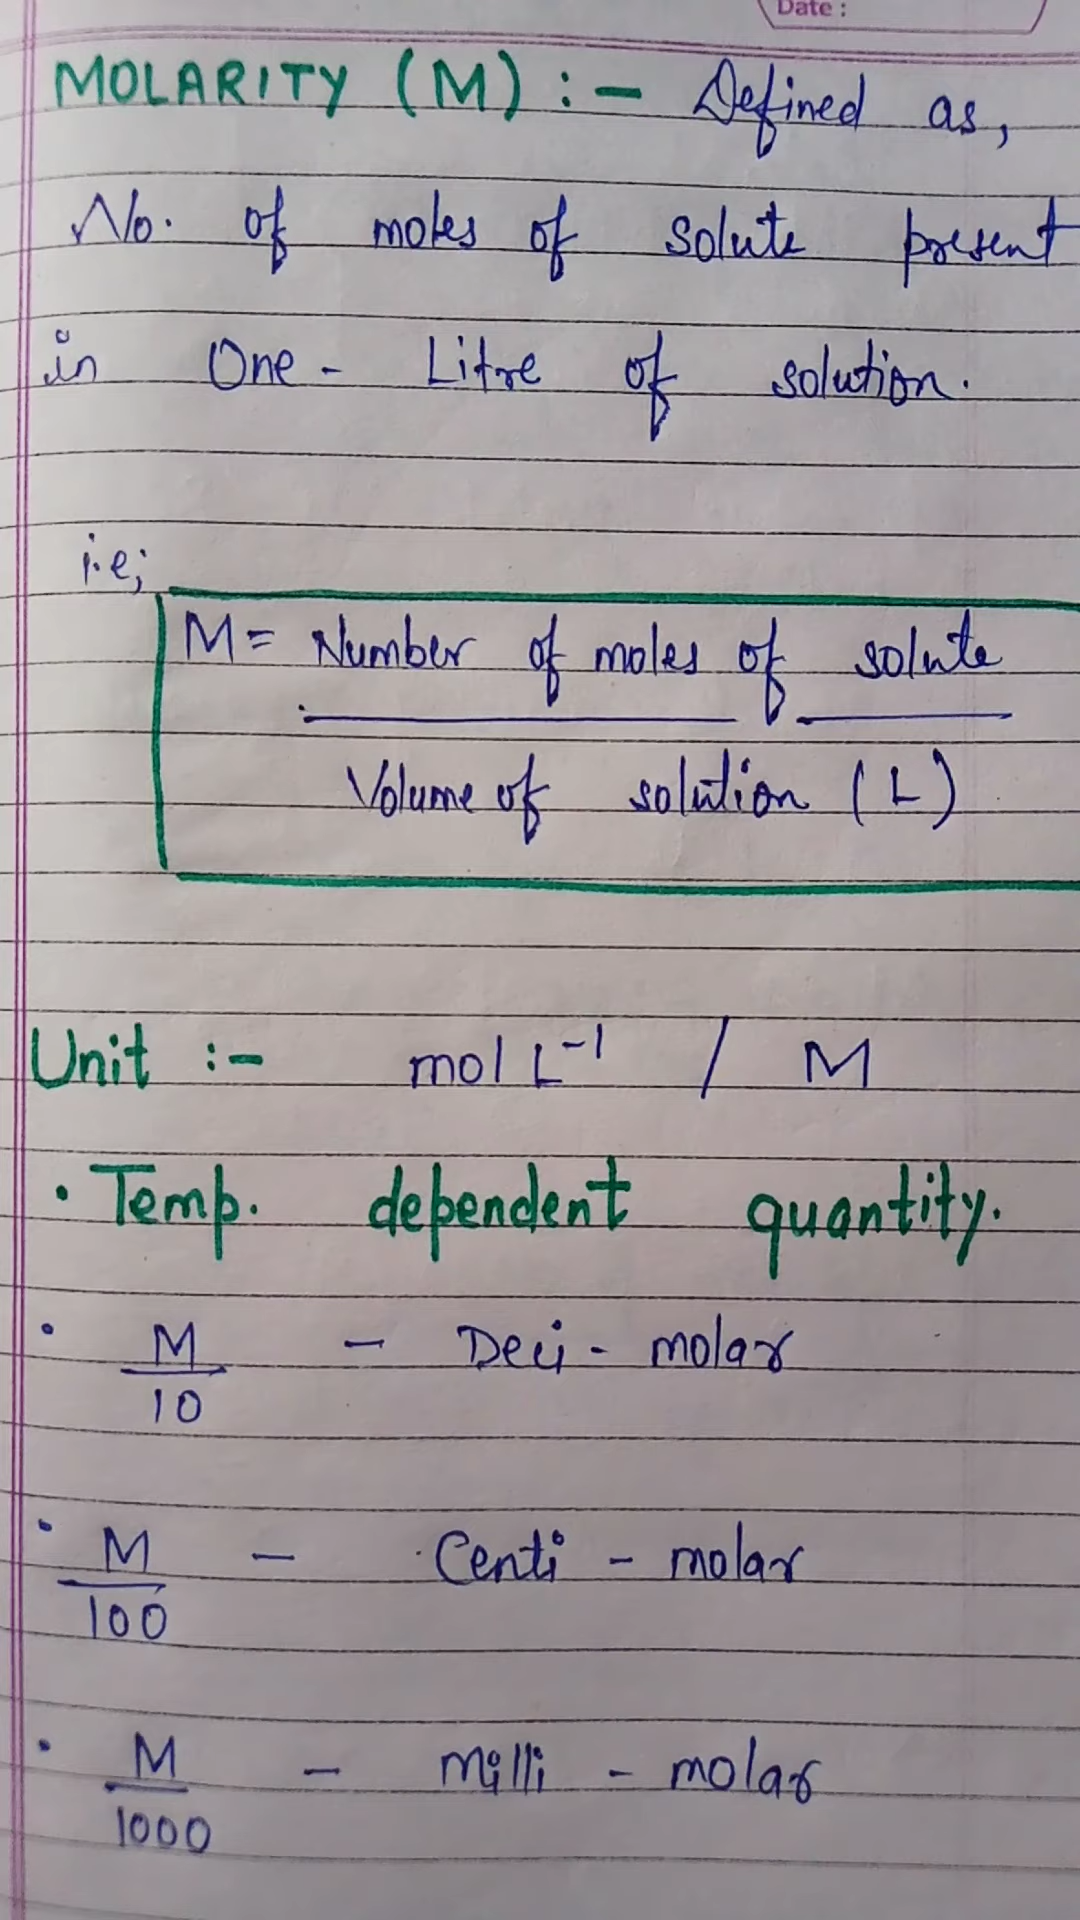 Date :
MOLARITY (M) :- Defined as,
No. of moles of solute present
in One - Litre of solution.
i.e;
M = Number of moles of solute
Volume of solution (L)
Unit :- mol L⁻¹ / M
• Temp. dependent quantity.
• M/10 - Deci - molar
• M/100 - Centi - molar
• M/1000 - Milli - molar